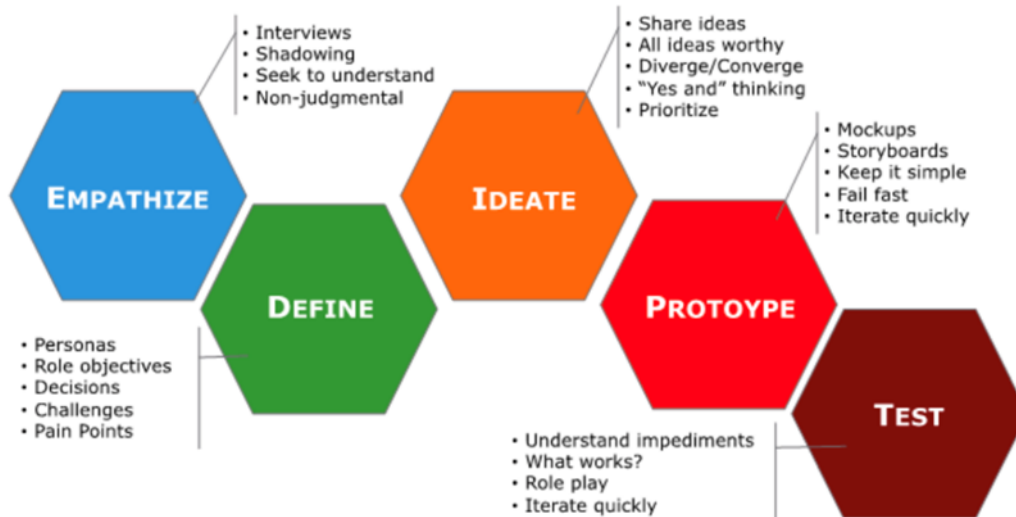 • Interviews
• Shadowing
• Seek to understand
• Non-judgmental
EMPATHIZE
• Personas
• Role objectives
• Decisions
• Challenges
• Pain Points
DEFINE
• Share ideas
• All ideas worthy
• Diverge/Converge
• “Yes and” thinking
• Prioritize
IDEATE
• Mockups
• Storyboards
• Keep it simple
• Fail fast
• Iterate quickly
PROTOYPE
• Understand impediments
• What works?
• Role play
• Iterate quickly
TEST